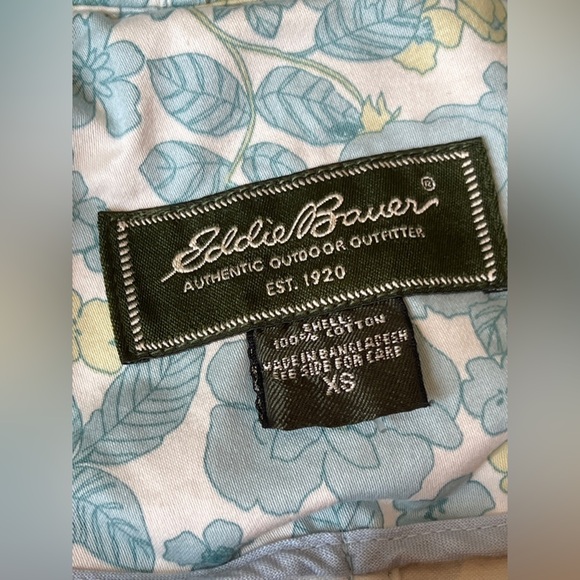 Eddie Bauer®
AUTHENTIC OUTDOOR OUTFITTER
EST. 1920
SHELL:
100% COTTON
MADE IN BANGLADESH
SEE SIDE FOR CARE
XS